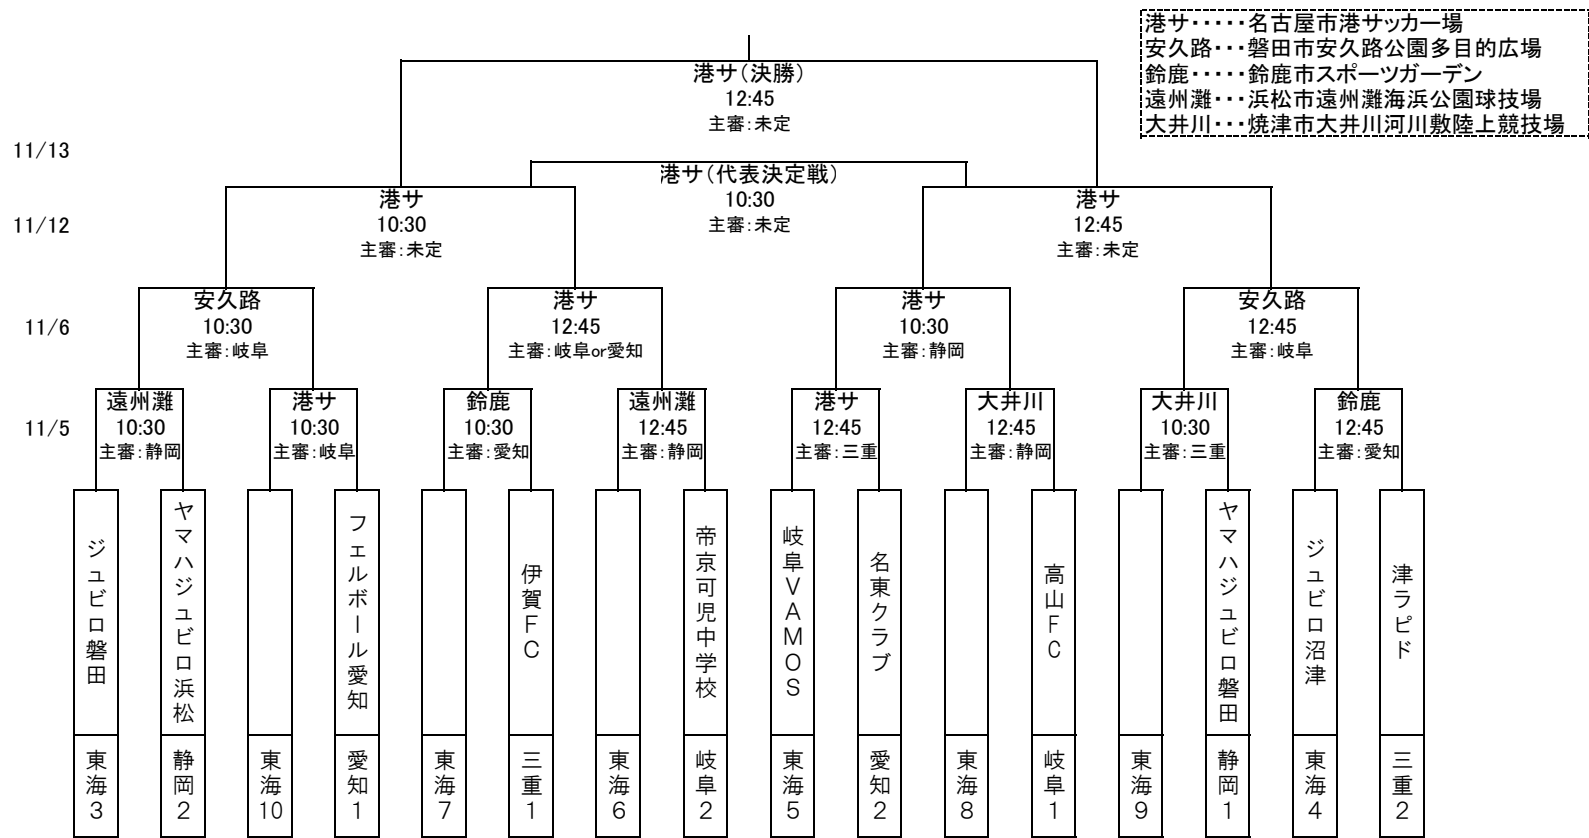 港サ・・・・・名古屋市港サッカー場
安久路・・・磐田市安久路公園多目的広場
鈴鹿・・・・・鈴鹿市スポーツガーデン
遠州灘・・・浜松市遠州灘海浜公園球技場
大井川・・・焼津市大井川河川敷陸上競技場
港サ(決勝)
12:45
主審:未定
11/13
港サ(代表決定戦)
10:30
主審:未定
11/12
港サ
10:30
主審:未定
港サ
12:45
主審:未定
11/6
安久路
10:30
主審:岐阜
港サ
12:45
主審:岐阜or愛知
港サ
10:30
主審:静岡
安久路
12:45
主審:岐阜
11/5
遠州灘
10:30
主審:静岡
港サ
10:30
主審:岐阜
鈴鹿
10:30
主審:愛知
遠州灘
12:45
主審:静岡
港サ
12:45
主審:三重
大井川
12:45
主審:静岡
大井川
10:30
主審:三重
鈴鹿
12:45
主審:愛知
ジュビロ磐田
ヤマハジュビロ浜松
フェルボール愛知
伊賀FC
帝京可児中学校
岐阜VAMOS
名東クラブ
高山FC
ヤマハジュビロ磐田
ジュビロ沼津
津ラピド
東海3
静岡2
東海10
愛知1
東海7
三重1
東海6
岐阜2
東海5
愛知2
東海8
岐阜1
東海9
静岡1
東海4
三重2